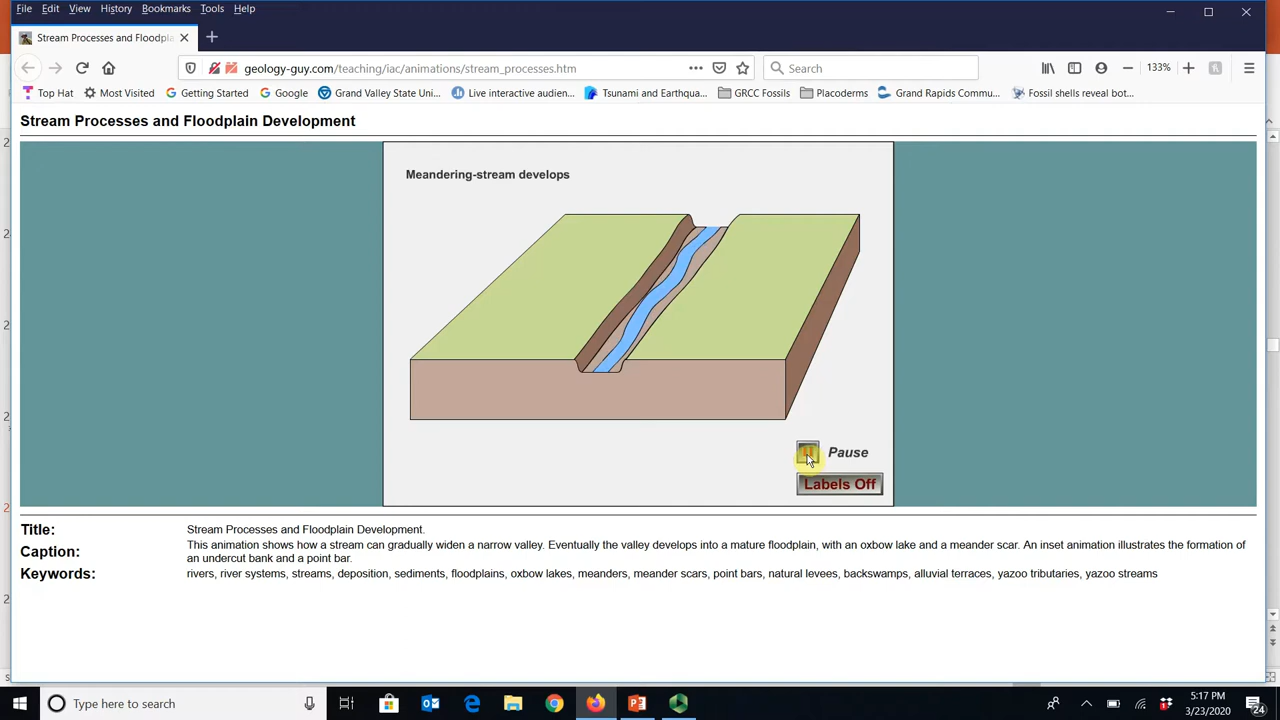 File Edit View History Bookmarks Tools Help
Stream Processes and Floodpla
geology-guy.com/teaching/iac/animations/stream_processes.htm
Search
133%
Top Hat Most Visited Getting Started Google Grand Valley State Uni... Live interactive audien... Tsunami and Earthqua... GRCC Fossils Placoderms Grand Rapids Commu... Fossil shells reveal bot...
Stream Processes and Floodplain Development
Meandering-stream develops
Pause
Labels Off
Title: Stream Processes and Floodplain Development.
Caption: This animation shows how a stream can gradually widen a narrow valley. Eventually the valley develops into a mature floodplain, with an oxbow lake and a meander scar. An inset animation illustrates the formation of
an undercut bank and a point bar.
Keywords: rivers, river systems, streams, deposition, sediments, floodplains, oxbow lakes, meanders, meander scars, point bars, natural levees, backswamps, alluvial terraces, yazoo tributaries, yazoo streams
Type here to search
5:17 PM
3/23/2020
24